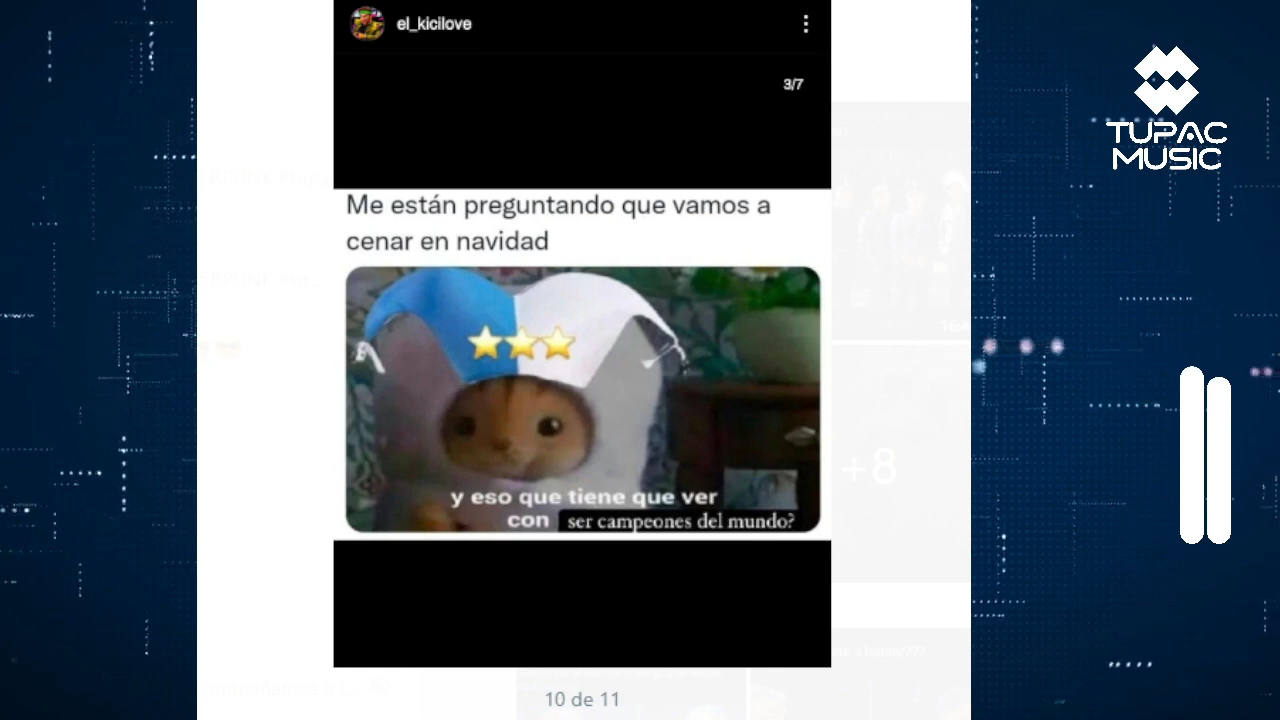 el_kicilove
3/7
TUPAC
MUSIC
Me están preguntando que vamos a
cenar en navidad
y eso que tiene que ver
con ser campeones del mundo?
+8
10 de 11